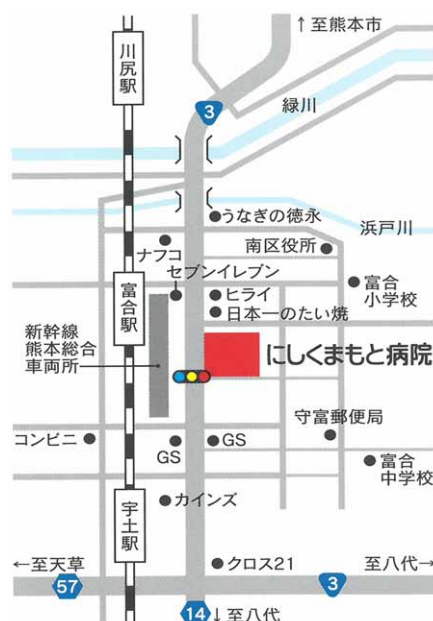 ↑至熊本市
川尻駅
緑川
3
うなぎの徳永
浜戸川
ナフコ
南区役所
セブンイレブン
富合
小学校
富合駅
ヒライ
日本一のたい焼
新幹線
熊本総合
車両所
にしくまもと病院
守富郵便局
コンビニ
GS
GS
富合
中学校
カインズ
宇土駅
クロス21
←至天草
至八代→
57
3
14
↓至八代